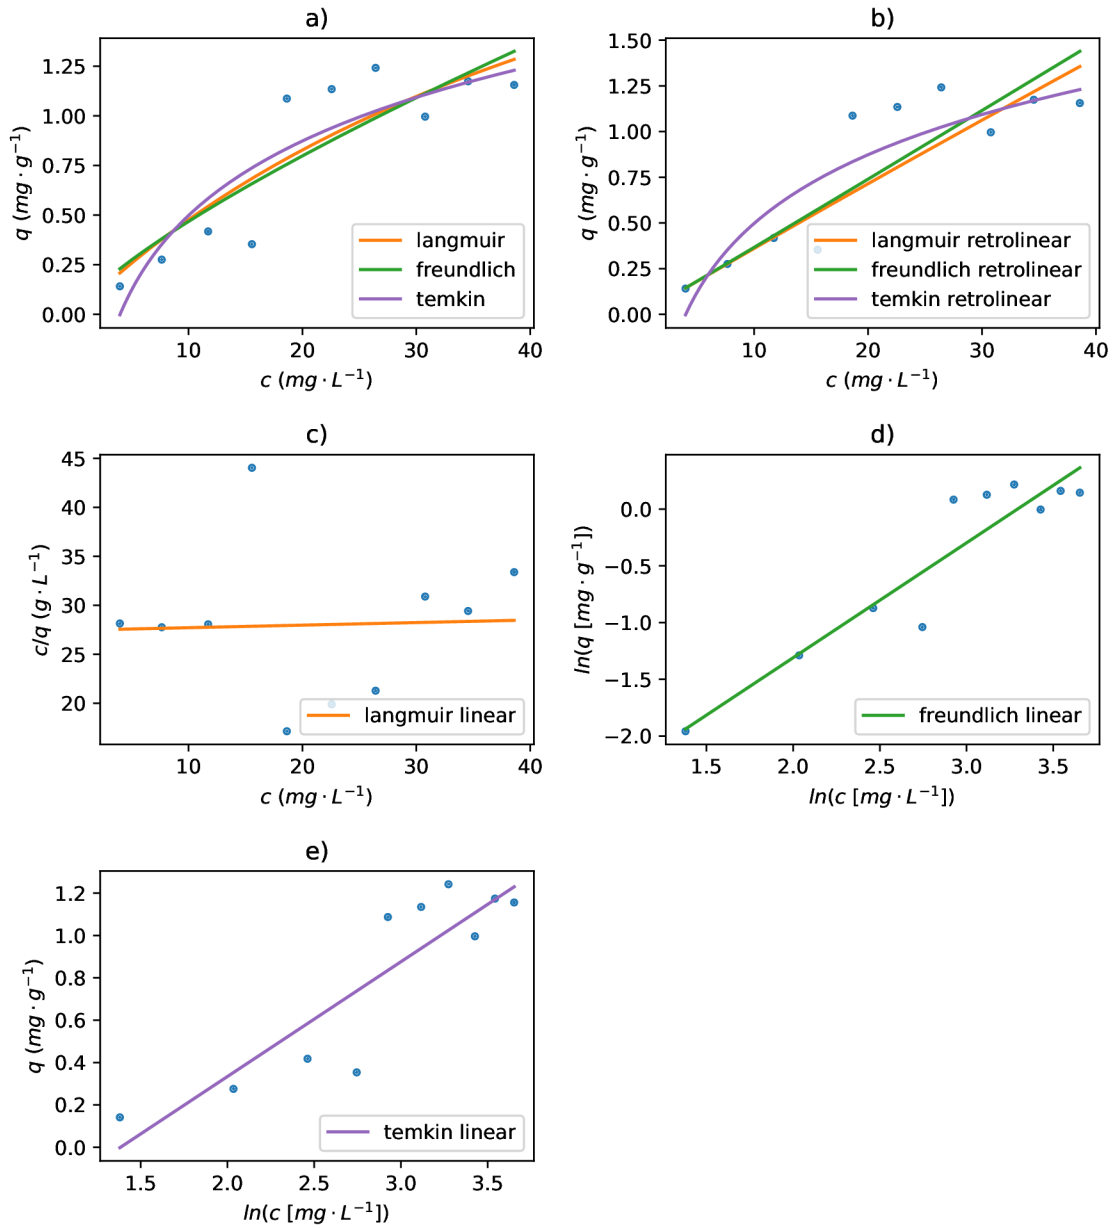 a)
1.25
1.00
0.75
0.50
0.25
0.00
q (mg · g⁻¹)
langmuir
freundlich
temkin
10 20 30 40
c (mg · L⁻¹)
b)
1.50
1.25
1.00
0.75
0.50
0.25
0.00
q (mg · g⁻¹)
langmuir retrolinear
freundlich retrolinear
temkin retrolinear
10 20 30 40
c (mg · L⁻¹)
c)
45
40
35
30
25
20
c/q (g · L⁻¹)
langmuir linear
10 20 30 40
c (mg · L⁻¹)
d)
0.0
−0.5
−1.0
−1.5
−2.0
ln(q [mg · g⁻¹])
freundlich linear
1.5 2.0 2.5 3.0 3.5
ln(c [mg · L⁻¹])
e)
1.2
1.0
0.8
0.6
0.4
0.2
0.0
q (mg · g⁻¹)
temkin linear
1.5 2.0 2.5 3.0 3.5
ln(c [mg · L⁻¹])